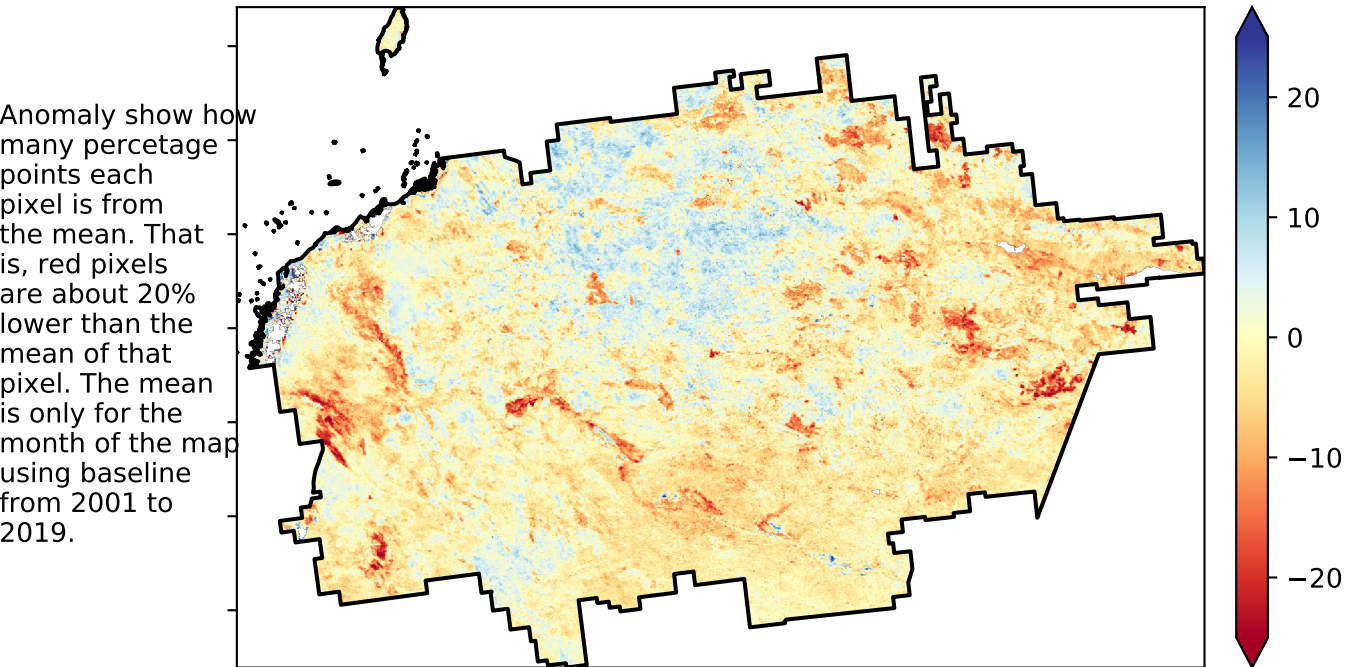 Anomaly show how
many percetage
points each
pixel is from
the mean. That
is, red pixels
are about 20%
lower than the
mean of that
pixel. The mean
is only for the
month of the map
using baseline
from 2001 to
2019.
20
10
0
−10
−20